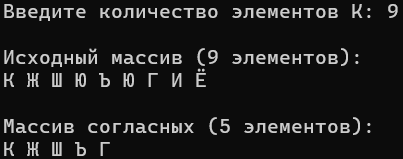 Введите количество элементов K: 9
Исходный массив (9 элементов):
К Ж Ш Ю Ъ Ю Г И Ё
Массив согласных (5 элементов):
К Ж Ш Ъ Г